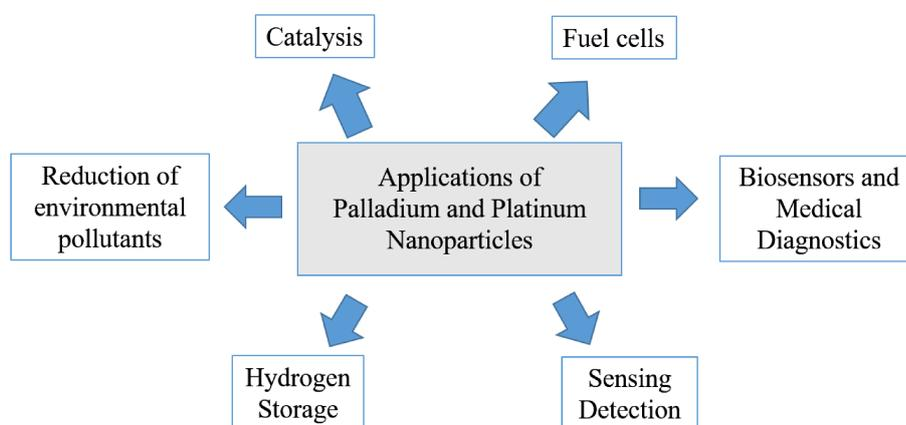 Catalysis
Fuel cells
Reduction of
environmental
pollutants
Applications of
Palladium and Platinum
Nanoparticles
Biosensors and
Medical
Diagnostics
Hydrogen
Storage
Sensing
Detection